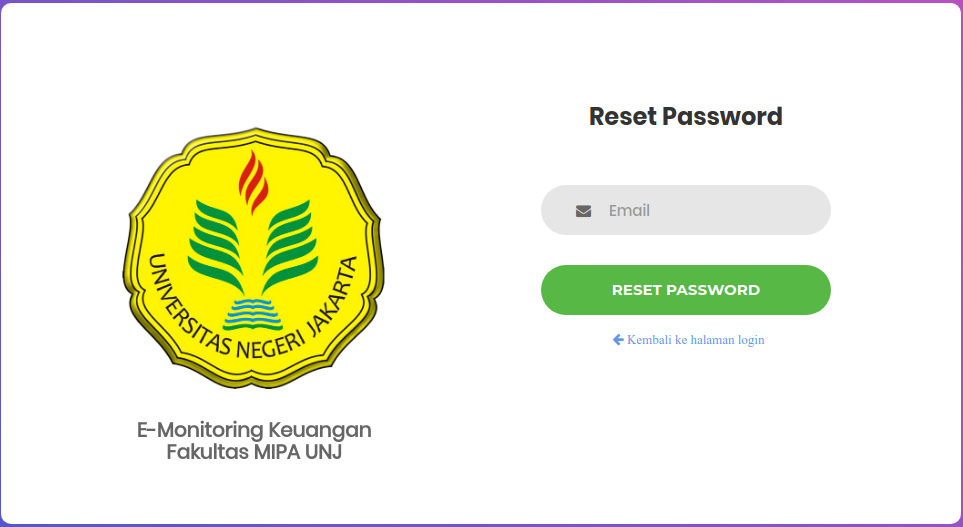 UNIVERSITAS NEGERI JAKARTA
E-Monitoring Keuangan
Fakultas MIPA UNJ
Reset Password
Email
RESET PASSWORD
Kembali ke halaman login